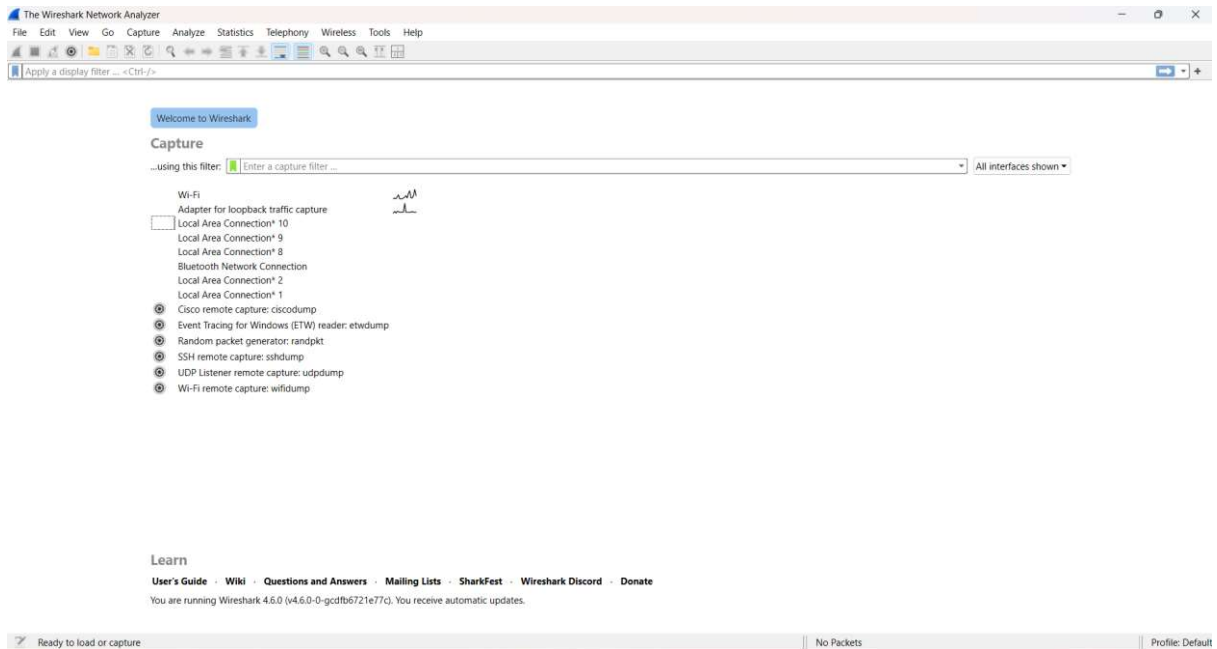 The Wireshark Network Analyzer
File Edit View Go Capture Analyze Statistics Telephony Wireless Tools Help
Apply a display filter ... <Ctrl-/>
Welcome to Wireshark
Capture
...using this filter: Enter a capture filter ... All interfaces shown
Wi-Fi
Adapter for loopback traffic capture
Local Area Connection* 10
Local Area Connection* 9
Local Area Connection* 8
Bluetooth Network Connection
Local Area Connection* 2
Local Area Connection* 1
Cisco remote capture: ciscodump
Event Tracing for Windows (ETW) reader: etwdump
Random packet generator: randpkt
SSH remote capture: sshdump
UDP Listener remote capture: udpdump
Wi-Fi remote capture: wifidump
Learn
User's Guide · Wiki · Questions and Answers · Mailing Lists · SharkFest · Wireshark Discord · Donate
You are running Wireshark 4.6.0 (v4.6.0-0-gcdfb6721e77c). You receive automatic updates.
Ready to load or capture No Packets Profile: Default